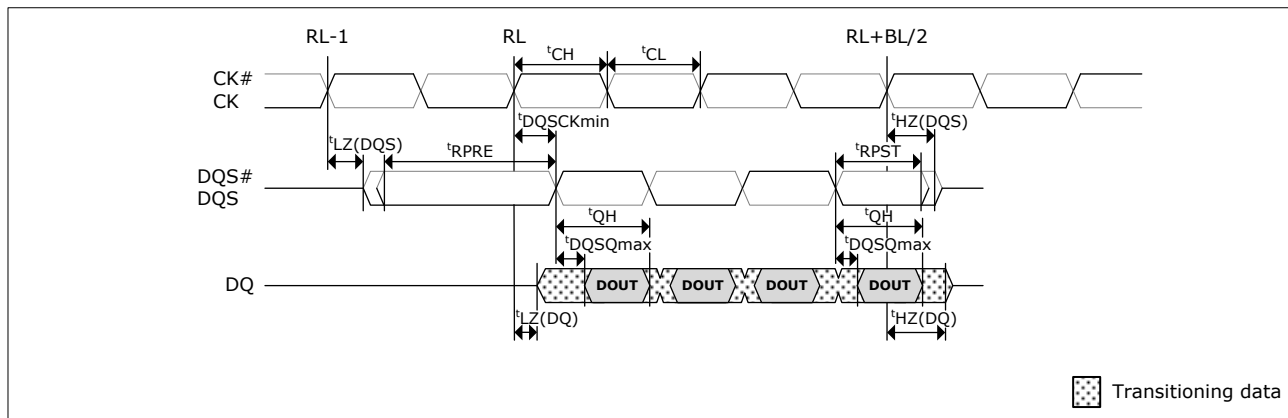 RL-1
RL
RL+BL/2
tCH
tCL
CK#
CK
tDQSCKmin
tHZ(DQS)
tLZ(DQS)
tRPRE
tRPST
DQS#
DQS
tQH
tQH
tDQSQmax
tDQSQmax
DQ
DOUT
DOUT
DOUT
DOUT
tLZ(DQ)
tHZ(DQ)
Transitioning data